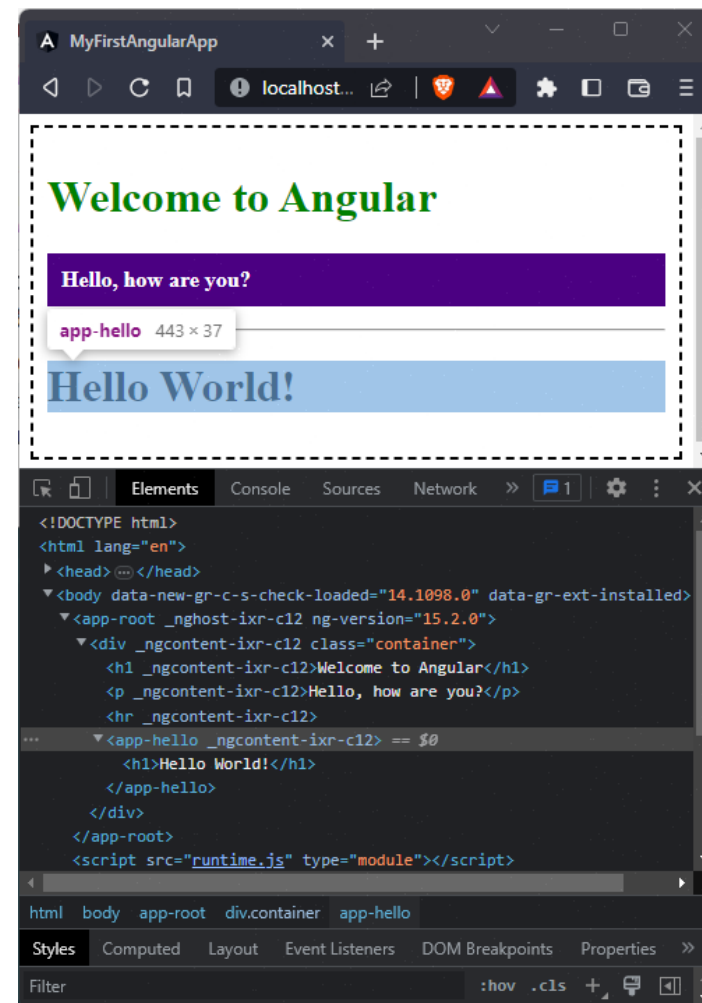 MyFirstAngularApp
localhost...
Welcome to Angular
Hello, how are you?
app-hello 443 × 37
Hello World!
Elements Console Sources Network » 1
<!DOCTYPE html>
<html lang="en">
<head>…</head>
<body data-new-gr-c-s-check-loaded="14.1098.0" data-gr-ext-installed>
<app-root _nghost-ixr-c12 ng-version="15.2.0">
<div _ngcontent-ixr-c12 class="container">
<h1 _ngcontent-ixr-c12>Welcome to Angular</h1>
<p _ngcontent-ixr-c12>Hello, how are you?</p>
<hr _ngcontent-ixr-c12>
… <app-hello _ngcontent-ixr-c12> == $0
<h1>Hello World!</h1>
</app-hello>
</div>
</app-root>
<script src="runtime.js" type="module"></script>
html body app-root div.container app-hello
Styles Computed Layout Event Listeners DOM Breakpoints Properties »
Filter :hov .cls +